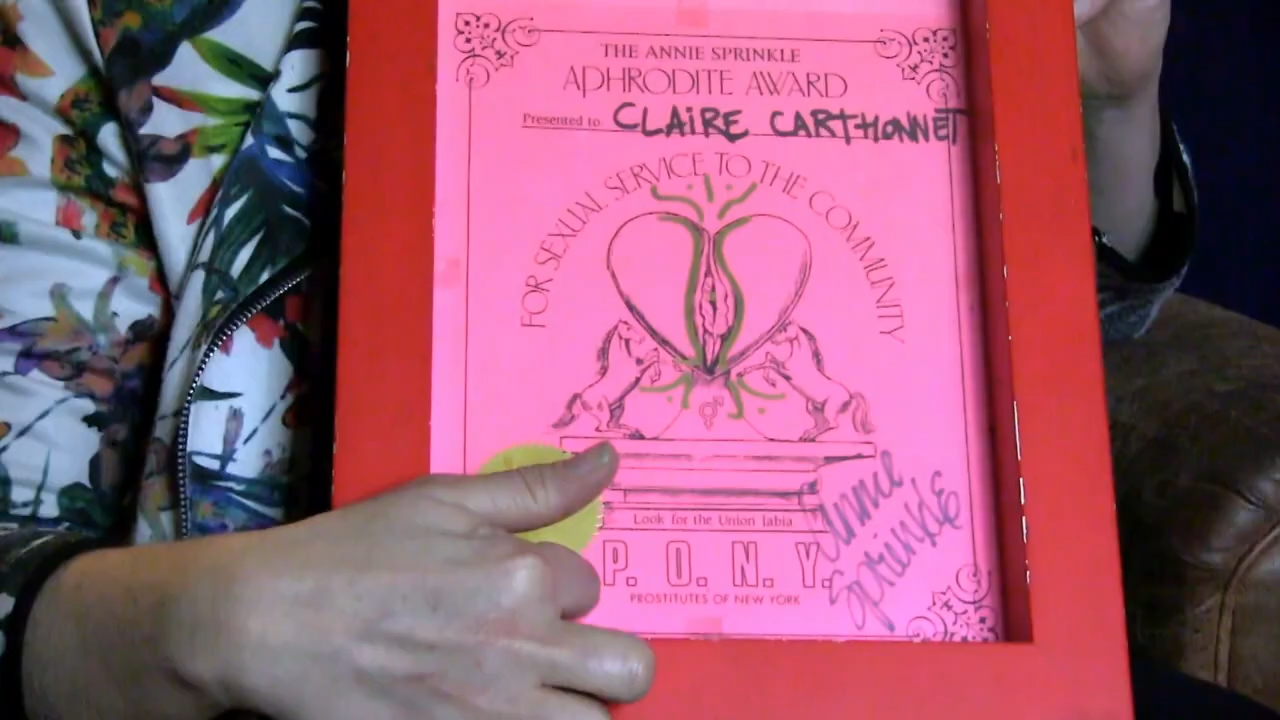 THE ANNIE SPRINKLE
APHRODITE AWARD
Presented to CLAIRE CARTHONNET
FOR SEXUAL SERVICE TO THE COMMUNITY
Look for the Union labia
P. O. N. Y.
PROSTITUTES OF NEW YORK
Annie
Sprinkle